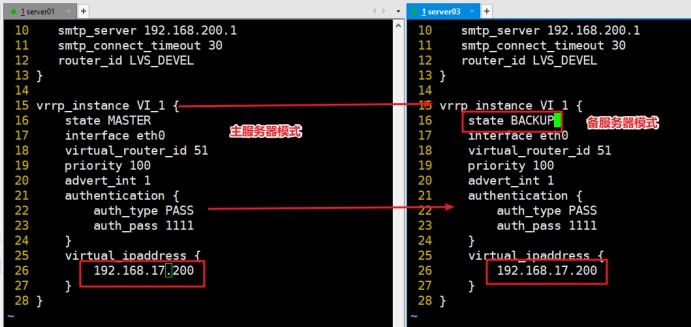 1 server01
10 smtp_server 192.168.200.1
11 smtp_connect_timeout 30
12 router_id LVS_DEVEL
13 }
14
15 vrrp_instance VI_1 {
16 state MASTER
17 interface eth0
18 virtual_router_id 51
19 priority 100
20 advert_int 1
21 authentication {
22 auth_type PASS
23 auth_pass 1111
24 }
25 virtual_ipaddress {
26 192.168.17.200
27 }
28 }
~
主服务器模式
1 server03
10 smtp_server 192.168.200.1
11 smtp_connect_timeout 30
12 router_id LVS_DEVEL
13 }
14
15 vrrp_instance VI_1 {
16 state BACKUP
17 interface eth0
18 virtual_router_id 51
19 priority 100
20 advert_int 1
21 authentication {
22 auth_type PASS
23 auth_pass 1111
24 }
25 virtual_ipaddress {
26 192.168.17.200
27 }
28 }
~
备服务器模式